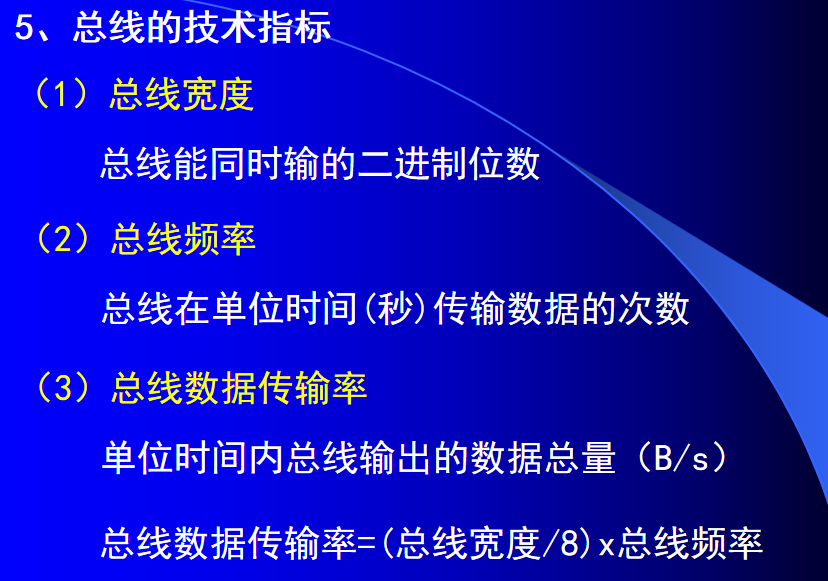 5、总线的技术指标
（1）总线宽度
总线能同时输的二进制位数
（2）总线频率
总线在单位时间(秒)传输数据的次数
（3）总线数据传输率
单位时间内总线输出的数据总量（B/s）
总线数据传输率=(总线宽度/8)x总线频率